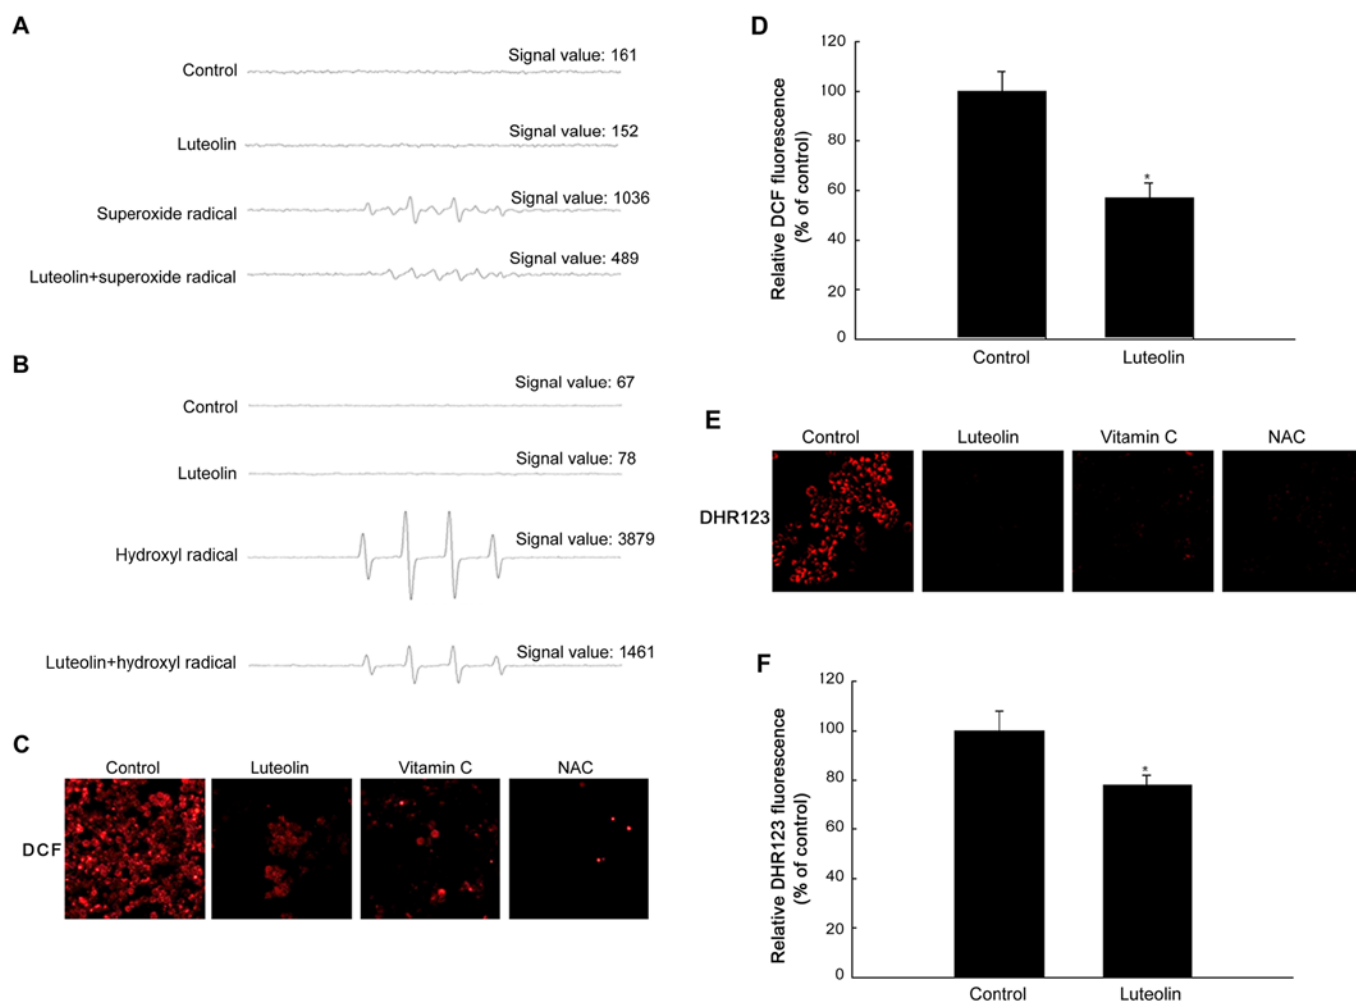 A
Control
Signal value: 161
Luteolin
Signal value: 152
Superoxide radical
Signal value: 1036
Luteolin+superoxide radical
Signal value: 489
B
Control
Signal value: 67
Luteolin
Signal value: 78
Hydroxyl radical
Signal value: 3879
Luteolin+hydroxyl radical
Signal value: 1461
C
Control
Luteolin
Vitamin C
NAC
DCF
D
Relative DCF fluorescence
(% of control)
120
100
80
60
40
20
0
*
Control
Luteolin
E
Control
Luteolin
Vitamin C
NAC
DHR123
F
Relative DHR123 fluorescence
(% of control)
120
100
80
60
40
20
0
*
Control
Luteolin